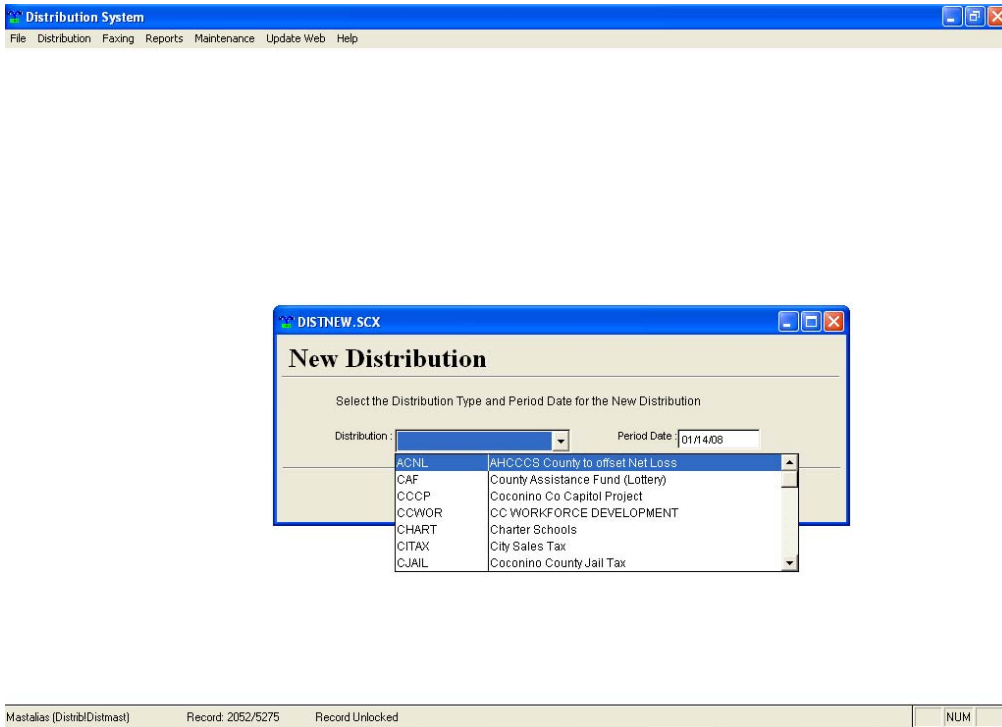 Distribution System
File Distribution Faxing Reports Maintenance Update Web Help
DISTNEW.SCX
New Distribution
Select the Distribution Type and Period Date for the New Distribution
Distribution : Period Date : 01/14/08
ACNL AHCCCS County to offset Net Loss
CAF County Assistance Fund (Lottery)
CCCP Coconino Co Capitol Project
CCWOR CC WORKFORCE DEVELOPMENT
CHART Charter Schools
CITAX City Sales Tax
CJAIL Coconino County Jail Tax
Mastalias (Distrib!Distmast) Record: 2052/5275 Record Unlocked NUM